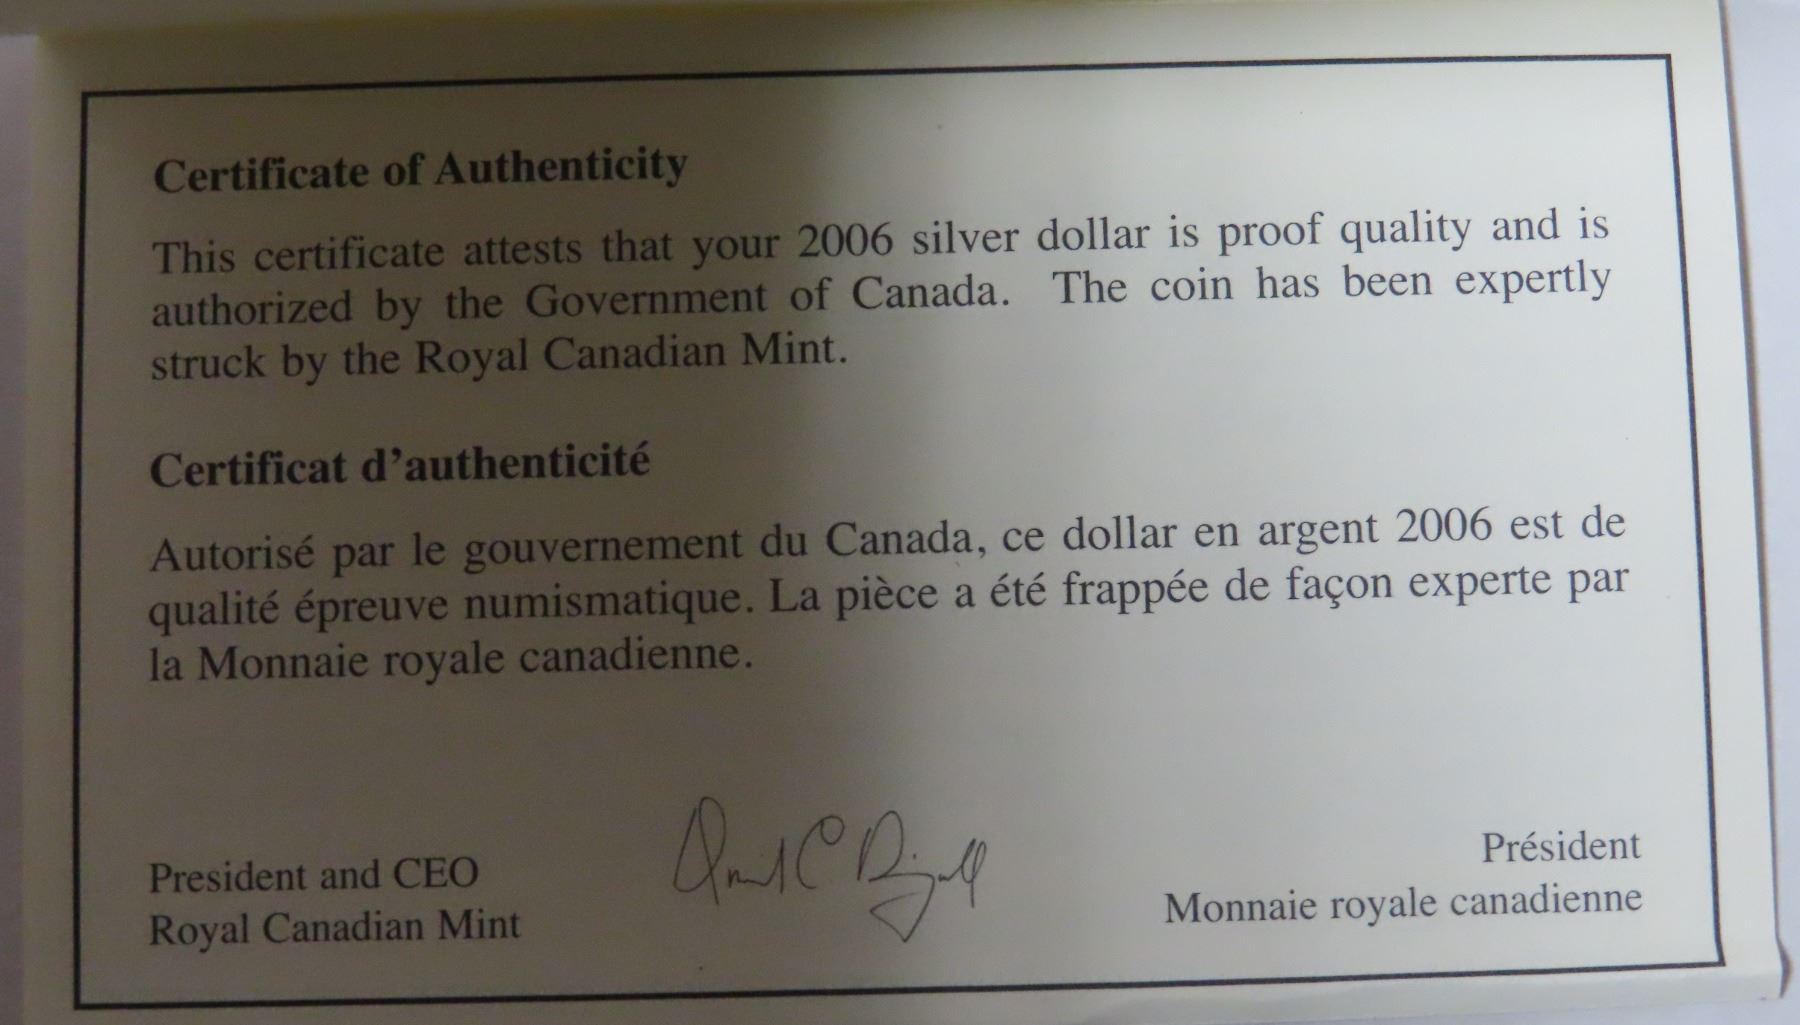 Certificate of Authenticity
This certificate attests that your 2006 silver dollar is proof quality and is
authorized by the Government of Canada. The coin has been expertly
struck by the Royal Canadian Mint.
Certificat d'authenticité
Autorisé par le gouvernement du Canada, ce dollar en argent 2006 est de
qualité épreuve numismatique. La pièce a été frappée de façon experte par
la Monnaie royale canadienne.
President and CEO
Royal Canadian Mint
Président
Monnaie royale canadienne